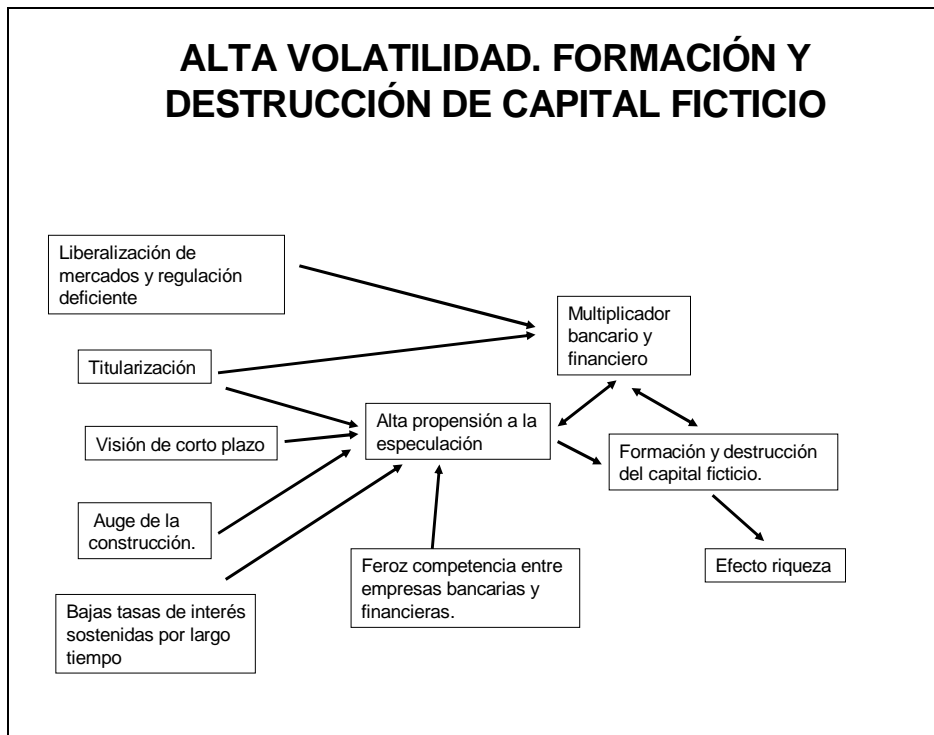 ALTA VOLATILIDAD. FORMACIÓN Y
DESTRUCCIÓN DE CAPITAL FICTICIO
Liberalización de
mercados y regulación
deficiente
Multiplicador
bancario y
financiero
Titularización
Alta propensión a la
especulación
Visión de corto plazo
Formación y destrucción
del capital ficticio.
Auge de la
construcción.
Feroz competencia entre
empresas bancarias y
financieras.
Efecto riqueza
Bajas tasas de interés
sostenidas por largo
tiempo